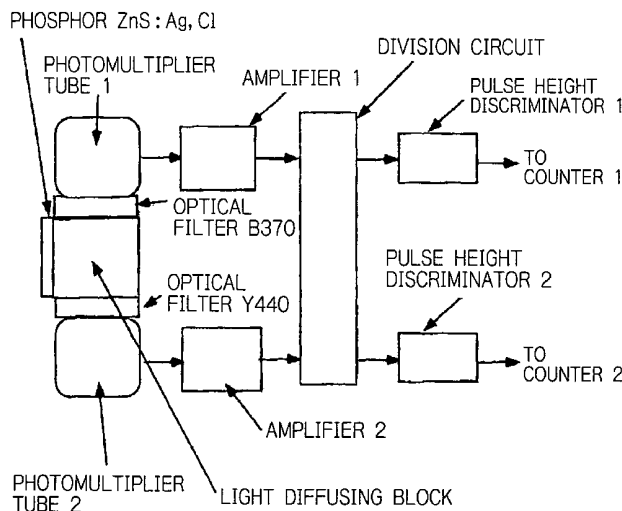 PHOSPHOR ZnS:Ag,Cl
PHOTOMULTIPLIER
TUBE 1
AMPLIFIER 1
DIVISION CIRCUIT
PULSE HEIGHT
DISCRIMINATOR 1
TO
COUNTER 1
OPTICAL
FILTER B370
OPTICAL
FILTER Y440
PULSE HEIGHT
DISCRIMINATOR 2
TO
COUNTER 2
AMPLIFIER 2
PHOTOMULTIPLIER
TUBE 2
LIGHT DIFFUSING BLOCK